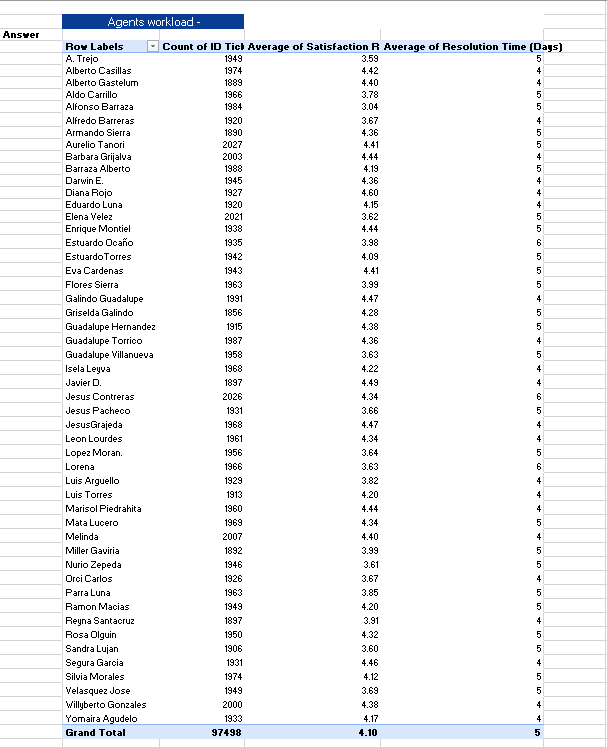 Agents workload -
Answer
Row Labels Count of ID Tick Average of Satisfaction R Average of Resolution Time (Days)
A. Trejo 1949 3.59 5
Alberto Casillas 1974 4.42 4
Alberto Gastelum 1889 4.40 4
Aldo Carrillo 1966 3.78 5
Alfonso Barraza 1984 3.04 5
Alfredo Barreras 1920 3.67 4
Armando Sierra 1890 4.36 5
Aurelio Tanori 2027 4.41 5
Barbara Grijalva 2003 4.44 4
Barraza Alberto 1988 4.19 5
Darwin E. 1945 4.36 4
Diana Rojo 1927 4.60 4
Eduardo Luna 1920 4.15 4
Elena Velez 2021 3.62 5
Enrique Montiel 1938 4.44 5
Estuardo Ocaño 1935 3.98 6
EstuardoTorres 1942 4.09 5
Eva Cardenas 1943 4.41 5
Flores Sierra 1963 3.99 5
Galindo Guadalupe 1991 4.47 4
Griselda Galindo 1856 4.28 5
Guadalupe Hernandez 1915 4.38 5
Guadalupe Torrico 1987 4.36 4
Guadalupe Villanueva 1958 3.63 5
Isela Leyva 1968 4.22 4
Javier D. 1897 4.49 4
Jesus Contreras 2026 4.34 6
Jesus Pacheco 1931 3.66 5
JesusGrajeda 1968 4.47 4
Leon Lourdes 1961 4.34 4
Lopez Moran. 1956 3.64 5
Lorena 1966 3.63 6
Luis Arguello 1929 3.82 4
Luis Torres 1913 4.20 4
Marisol Piedrahita 1960 4.44 4
Mata Lucero 1969 4.34 5
Melinda 2007 4.40 4
Miller Gaviria 1892 3.99 5
Nurio Zepeda 1946 3.61 5
Orci Carlos 1926 3.67 4
Parra Luna 1963 3.85 5
Ramon Macias 1949 4.20 5
Reyna Santacruz 1897 3.91 4
Rosa Olguin 1950 4.32 5
Sandra Lujan 1906 3.60 5
Segura Garcia 1931 4.46 4
Silvia Morales 1974 4.12 5
Velasquez Jose 1949 3.69 5
Willyberto Gonzales 2000 4.38 4
Yomaira Agudelo 1933 4.17 4
Grand Total 97498 4.10 5